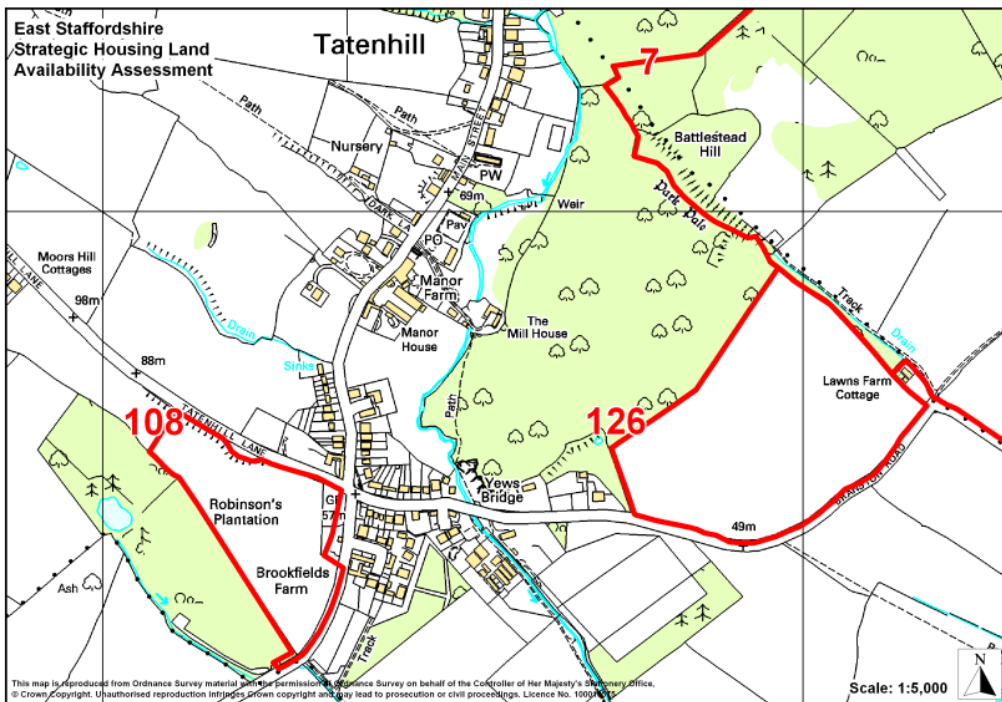 East Staffordshire
Strategic Housing Land
Availability Assessment
Tatenhill
7
Path
Path
MAIN STREET
Battlestead
Hill
Nursery
PW
69m
Weir
Park Pale
DARK LA
Pav
PO
Moors Hill
Cottages
HILL LANE
Manor
Farm
Track
98m
Drain
The
Mill House
Manor
House
Drain
Sinks
88m
Lawns Farm
Cottage
Path
108
TATENHILL LANE
126
BRANSTON ROAD
Yews
Bridge
Robinson's
Plantation
GP
57m
49m
Brookfields
Farm
Ash
Track
This map is reproduced from Ordnance Survey material with the permission of Ordnance Survey on behalf of the Controller of Her Majesty's Stationery Office,
© Crown Copyright. Unauthorised reproduction infringes Crown copyright and may lead to prosecution or civil proceedings. Licence No.
Scale: 1:5,000
N